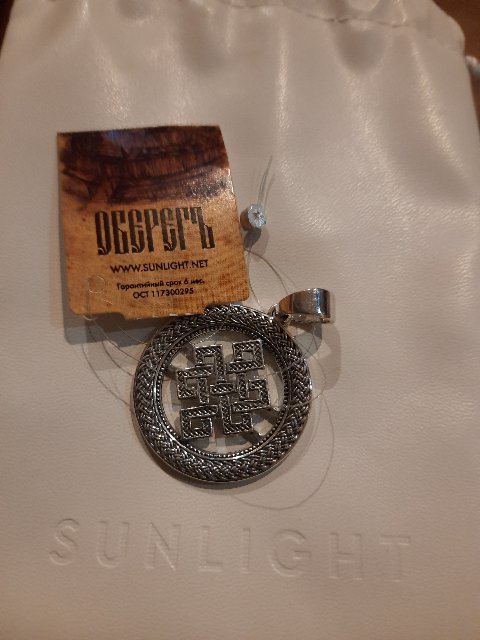 ОБЕРЕГЪ
WWW.SUNLIGHT.NET
Гарантийный срок 6 мес.
ОСТ 117300295
SUNLIGHT